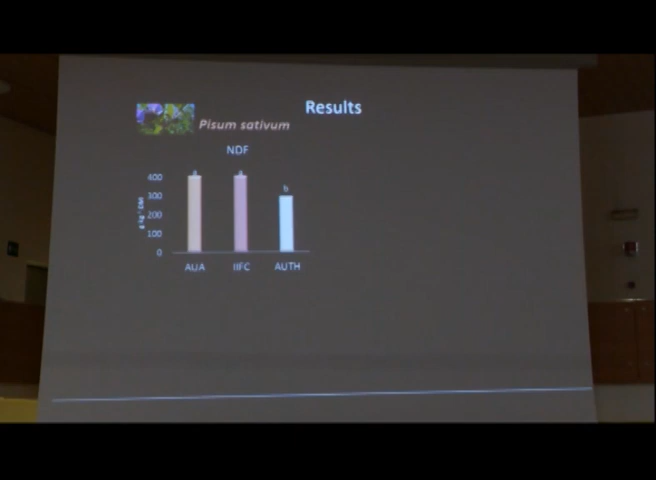 Results
Pisum sativum
NDF
400
300
200
100
0
a
a
b
AUA
IIFC
AUTH